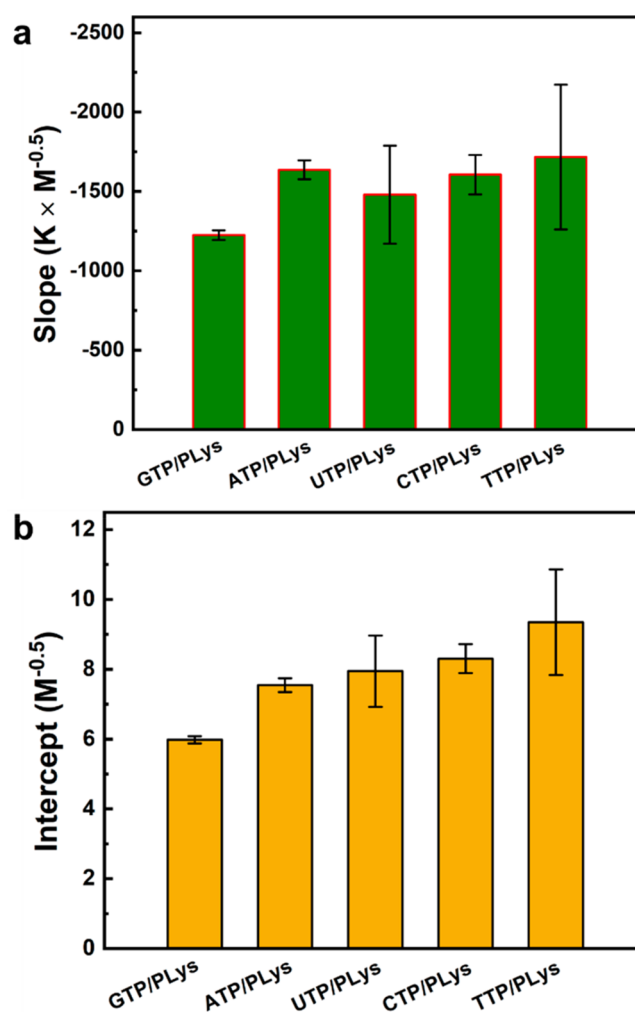 a
Slope (K × M^-0.5)
-2500
-2000
-1500
-1000
-500
0
GTP/PLys
ATP/PLys
UTP/PLys
CTP/PLys
TTP/PLys
b
Intercept (M^-0.5)
12
10
8
6
4
2
0
GTP/PLys
ATP/PLys
UTP/PLys
CTP/PLys
TTP/PLys